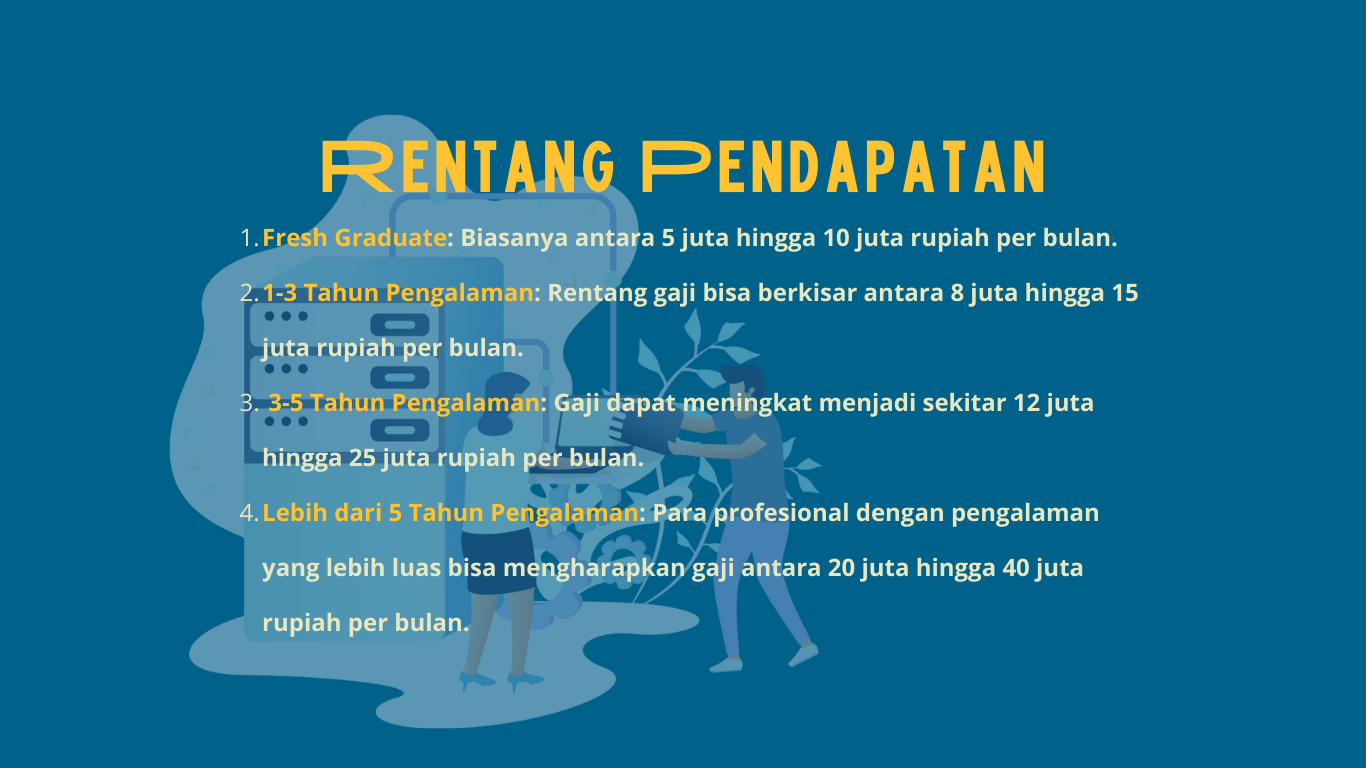 Rentang Pendapatan
1. Fresh Graduate: Biasanya antara 5 juta hingga 10 juta rupiah per bulan.
2. 1-3 Tahun Pengalaman: Rentang gaji bisa berkisar antara 8 juta hingga 15
juta rupiah per bulan.
3. 3-5 Tahun Pengalaman: Gaji dapat meningkat menjadi sekitar 12 juta
hingga 25 juta rupiah per bulan.
4. Lebih dari 5 Tahun Pengalaman: Para profesional dengan pengalaman
yang lebih luas bisa mengharapkan gaji antara 20 juta hingga 40 juta
rupiah per bulan.